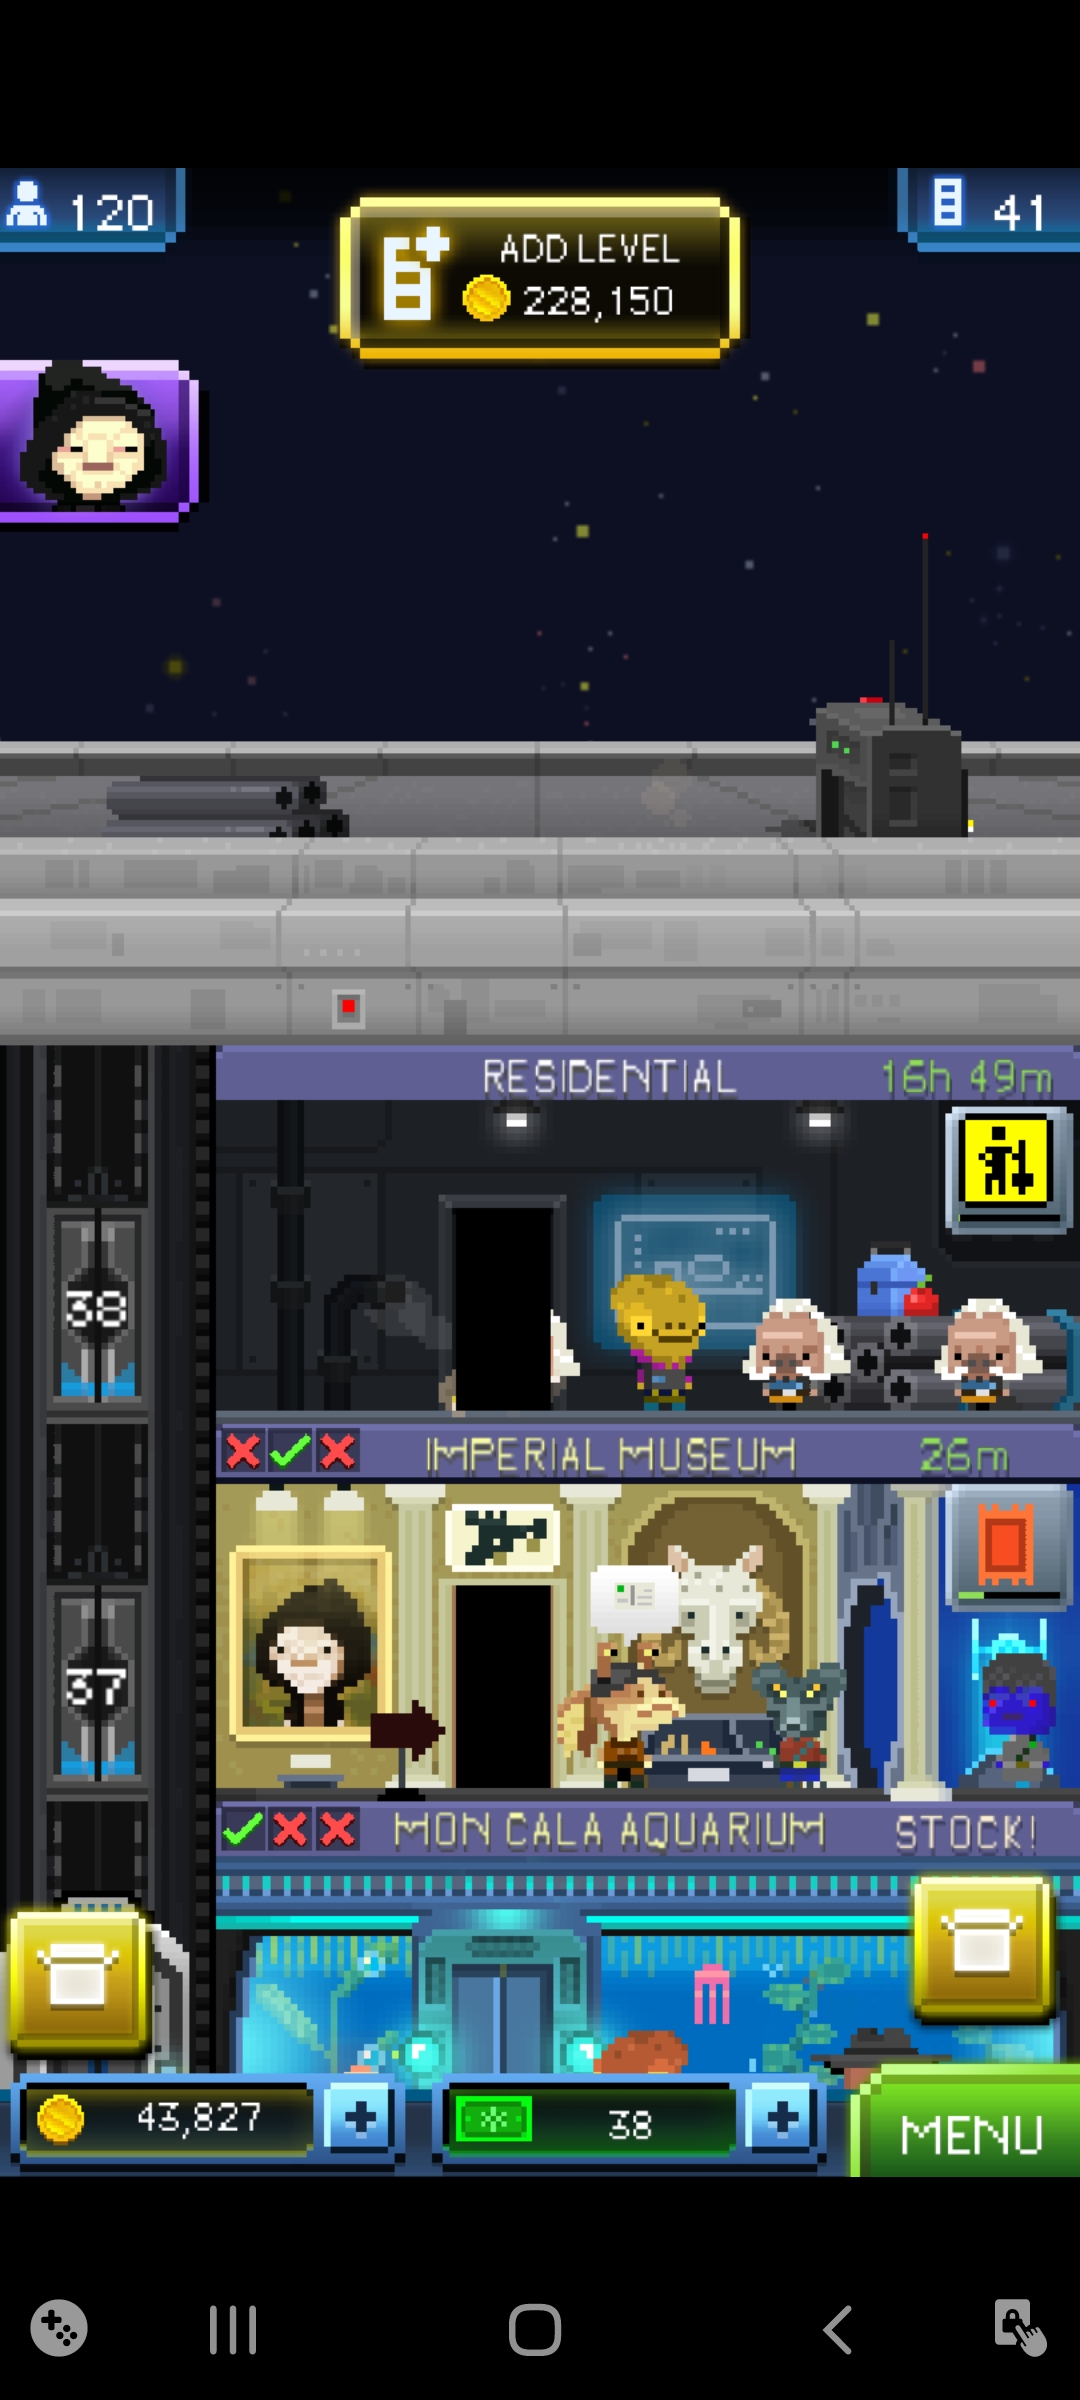 120
41
ADD LEVEL
228,150
RESIDENTIAL 16h 49m
38
IMPERIAL MUSEUM 26m
37
MON CALA AQUARIUM STOCK!
43,827
38
MENU